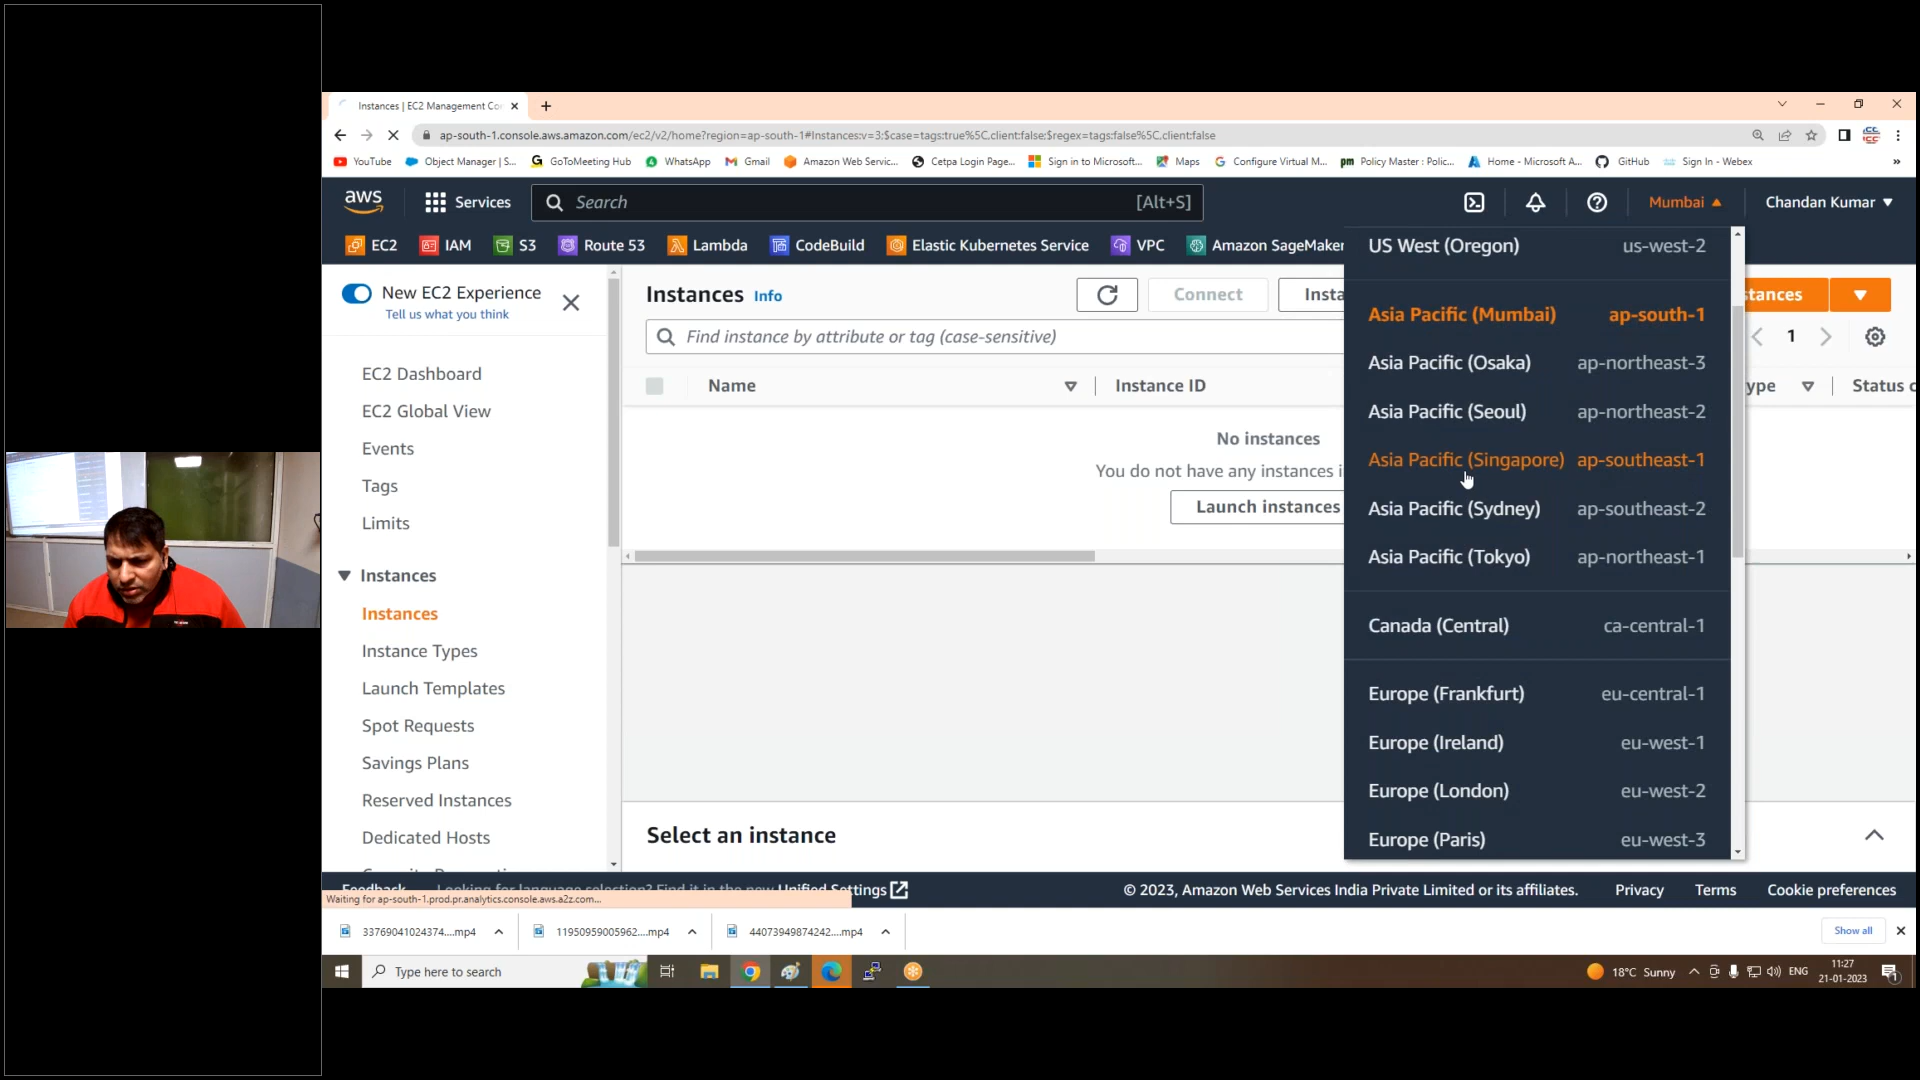 Instances | EC2 Management Co
ap-south-1.console.aws.amazon.com/ec2/v2/home?region=ap-south-1#Instances:v=3;$case=tags:true%5C,client:false;$regex=tags:false%5C,client:false
YouTube
Object Manager | S...
GoToMeeting Hub
WhatsApp
Gmail
Amazon Web Servic...
Cetpa Login Page...
Sign in to Microsoft...
Maps
Configure Virtual M...
Policy Master : Polic...
Home - Microsoft A...
GitHub
Sign In - Webex
»
aws
Services
Search
[Alt+S]
Mumbai
Chandan Kumar
EC2
IAM
S3
Route 53
Lambda
CodeBuild
Elastic Kubernetes Service
VPC
Amazon SageMaker
New EC2 Experience
Tell us what you think
EC2 Dashboard
EC2 Global View
Events
Tags
Limits
Instances
Instances
Instance Types
Launch Templates
Spot Requests
Savings Plans
Reserved Instances
Dedicated Hosts
Instances Info
Connect
Insta
stances
Find instance by attribute or tag (case-sensitive)
1
Name
Instance ID
ype
Status c
No instances
You do not have any instances i
Launch instances
Select an instance
US West (Oregon) us-west-2
Asia Pacific (Mumbai) ap-south-1
Asia Pacific (Osaka) ap-northeast-3
Asia Pacific (Seoul) ap-northeast-2
Asia Pacific (Singapore) ap-southeast-1
Asia Pacific (Sydney) ap-southeast-2
Asia Pacific (Tokyo) ap-northeast-1
Canada (Central) ca-central-1
Europe (Frankfurt) eu-central-1
Europe (Ireland) eu-west-1
Europe (London) eu-west-2
Europe (Paris) eu-west-3
Feedback
Looking for language selection? Find it in the new Unified Settings
© 2023, Amazon Web Services India Private Limited or its affiliates.
Privacy
Terms
Cookie preferences
Waiting for ap-south-1.prod.pr.analytics.console.aws.a2z.com...
33769041024374....mp4
11950959005962....mp4
44073949874242....mp4
Show all
Type here to search
18°C Sunny
ENG
11:27
21-01-2023